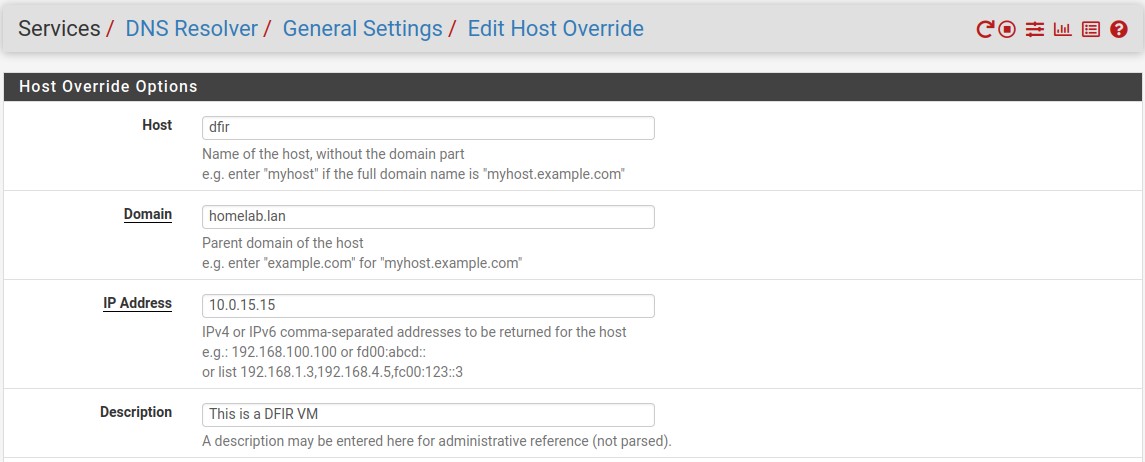 Services / DNS Resolver / General Settings / Edit Host Override
Host Override Options
Host
dfir
Name of the host, without the domain part
e.g. enter "myhost" if the full domain name is "myhost.example.com"
Domain
homelab.lan
Parent domain of the host
e.g. enter "example.com" for "myhost.example.com"
IP Address
10.0.15.15
IPv4 or IPv6 comma-separated addresses to be returned for the host
e.g.: 192.168.100.100 or fd00:abcd::
or list 192.168.1.3,192.168.4.5,fc00:123::3
Description
This is a DFIR VM
A description may be entered here for administrative reference (not parsed).